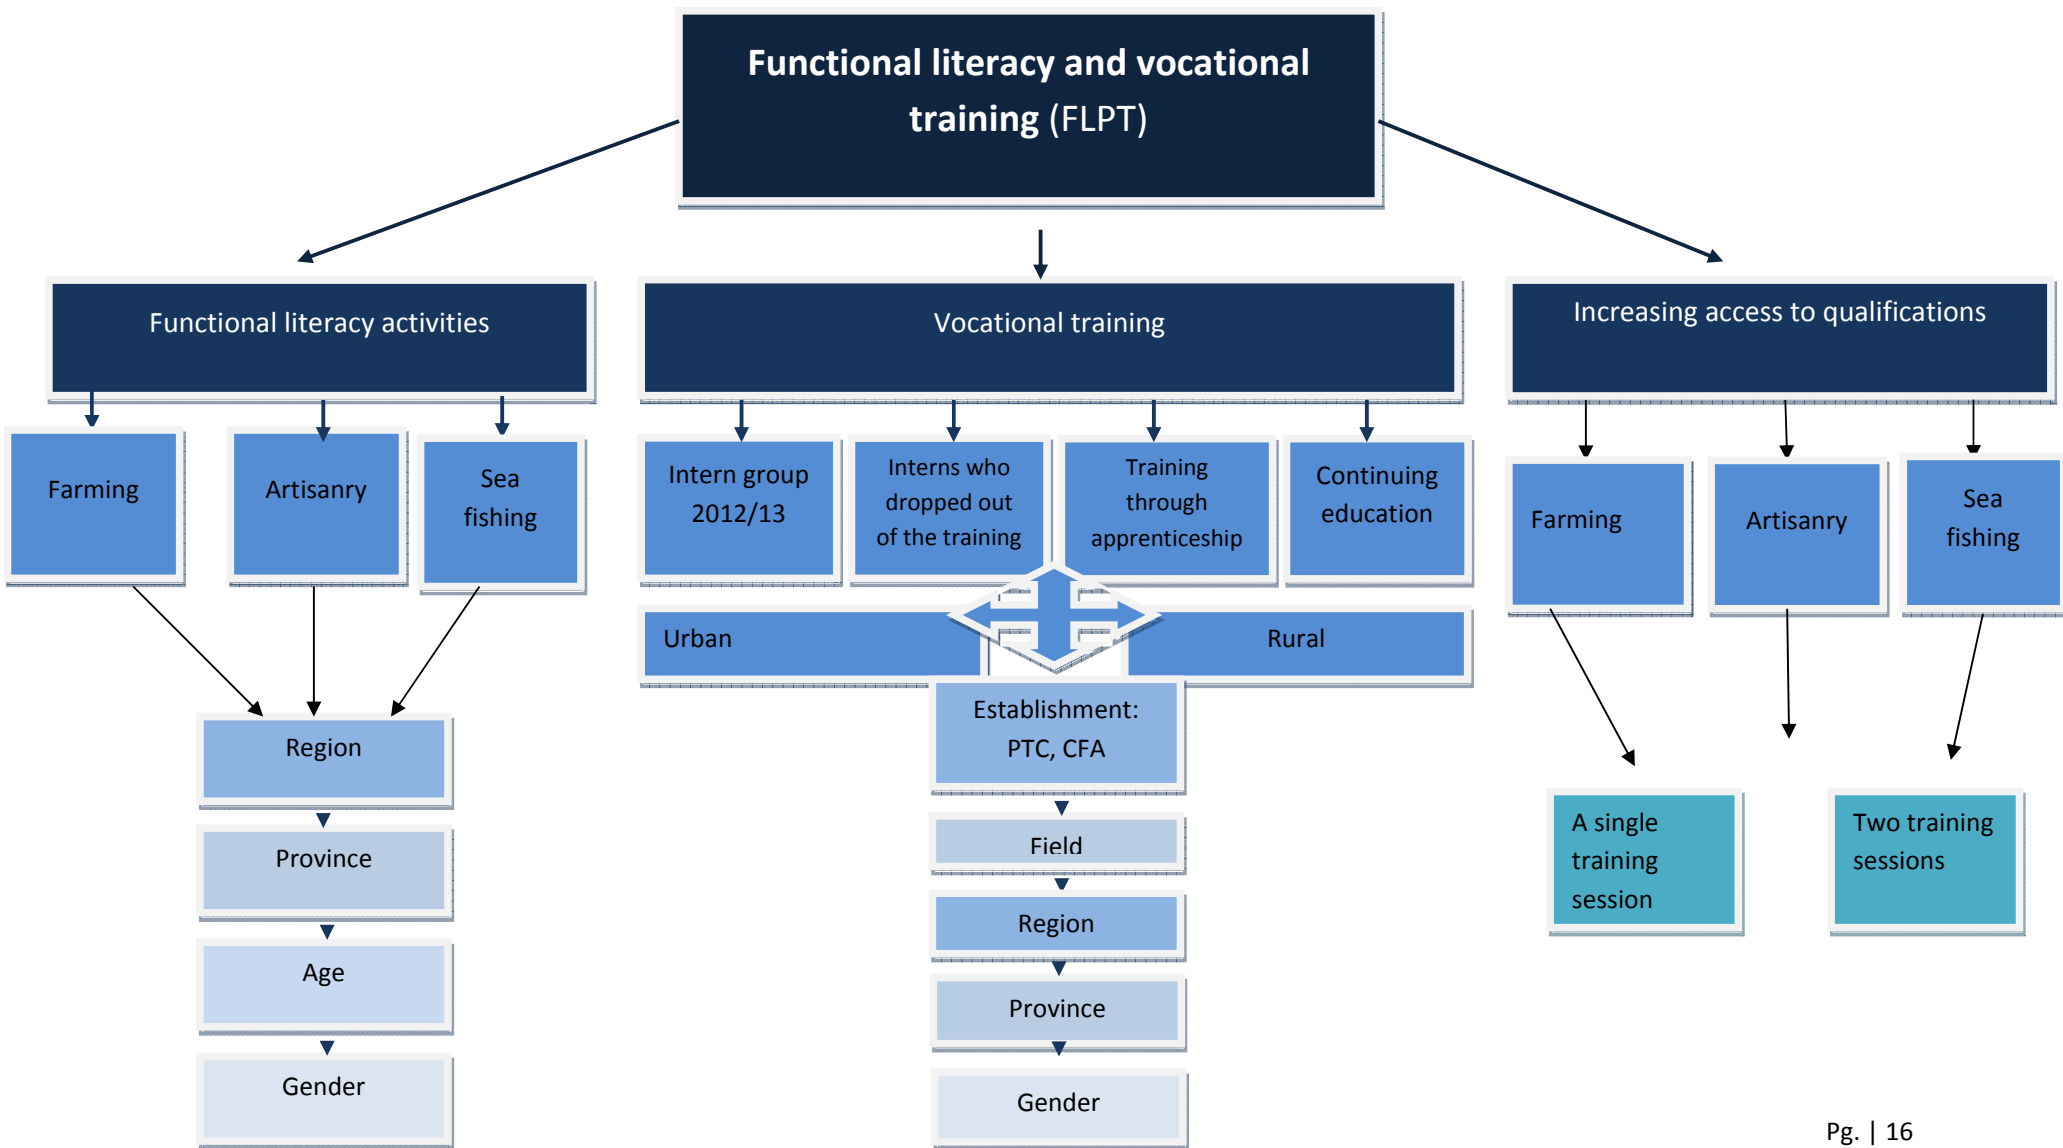 Functional literacy and vocational
training (FLPT)
Functional literacy activities
Vocational training
Increasing access to qualifications
Farming
Artisanry
Sea
fishing
Intern group
2012/13
Interns who
dropped out
of the training
Training
through
apprenticeship
Continuing
education
Farming
Artisanry
Sea
fishing
Urban
Rural
Region
Province
Age
Gender
Establishment:
PTC, CFA
Field
Region
Province
Gender
A single
training
session
Two training
sessions
Pg. | 16